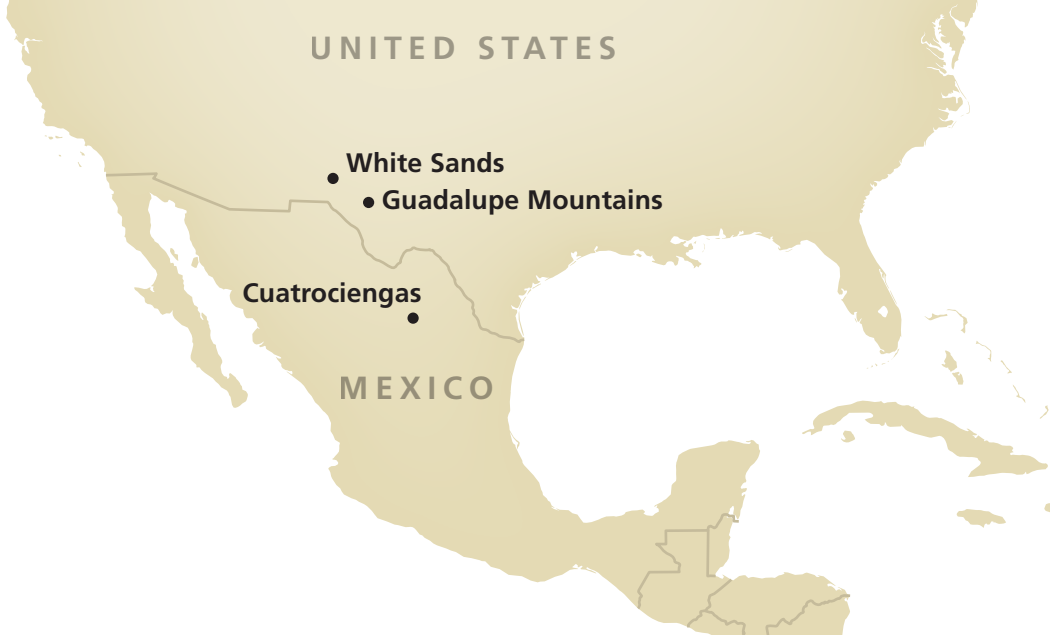 UNITED STATES
White Sands
Guadalupe Mountains
Cuatrociengas
MEXICO